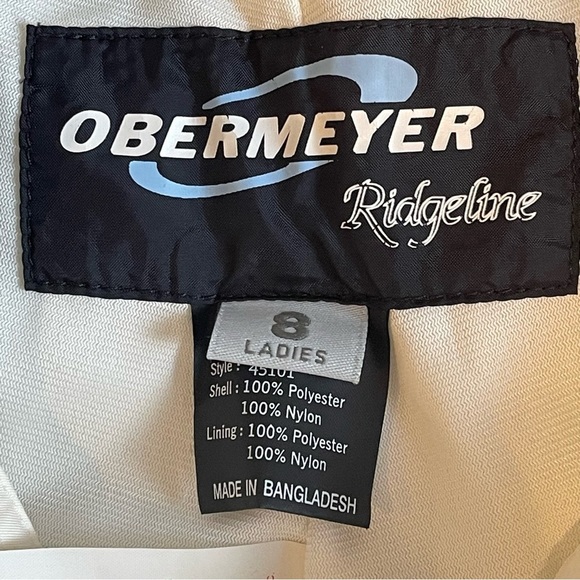 OBERMEYER
Ridgeline
8
LADIES
Style : 45101
Shell : 100% Polyester
100% Nylon
Lining : 100% Polyester
100% Nylon
MADE IN BANGLADESH